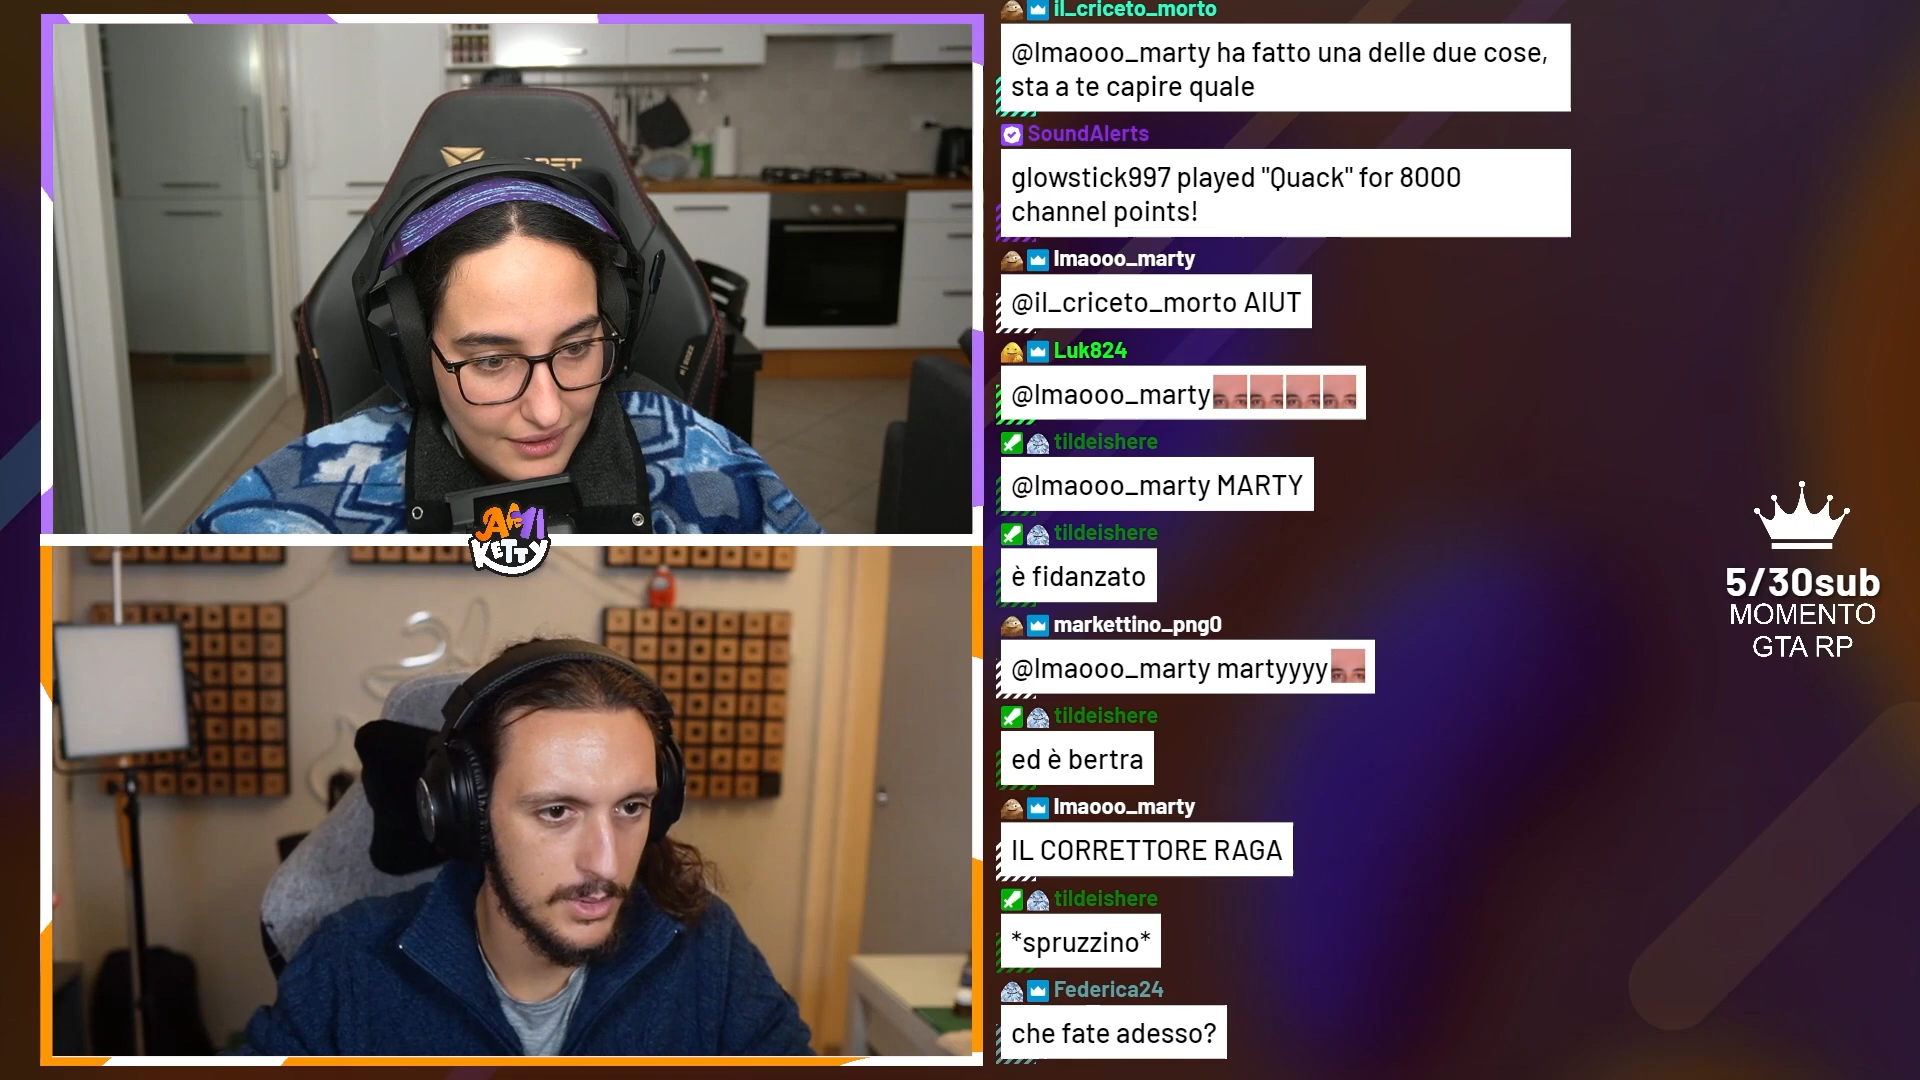 il_criceto_morto
@lmaooo_marty ha fatto una delle due cose,
sta a te capire quale
SoundAlerts
glowstick997 played "Quack" for 8000
channel points!
lmaooo_marty
@il_criceto_morto AIUT
Luk824
@lmaooo_marty
tildeishere
@lmaooo_marty MARTY
tildeishere
è fidanzato
markettino_png0
@lmaooo_marty martyyyy
tildeishere
ed è bertra
lmaooo_marty
IL CORRETTORE RAGA
tildeishere
*spruzzino*
Federica24
che fate adesso?
AMI
KETTY
5/30sub
MOMENTO
GTA RP